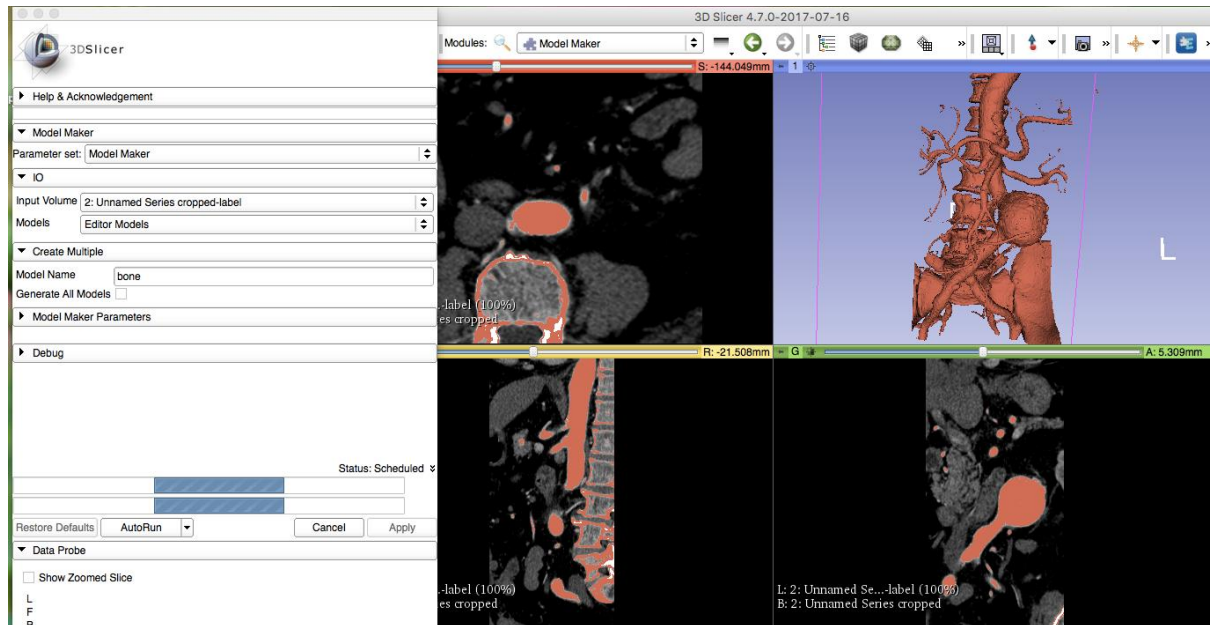 3D Slicer 4.7.0-2017-07-16
3DSlicer
Modules: Model Maker
»
»
S: -144.049mm
1
Help & Acknowledgement
Model Maker
Parameter set: Model Maker
IO
Input Volume 2: Unnamed Series cropped-label
Models Editor Models
Create Multiple
Model Name bone
Generate All Models
Model Maker Parameters
Debug
Status: Scheduled
Restore Defaults AutoRun Cancel Apply
Data Probe
Show Zoomed Slice
L
F
B
..-label (100%)
es cropped
L
R: -21.508mm
G
A: 5.309mm
..-label (100%)
es cropped
L: 2: Unnamed Se...-label (100%)
B: 2: Unnamed Series cropped